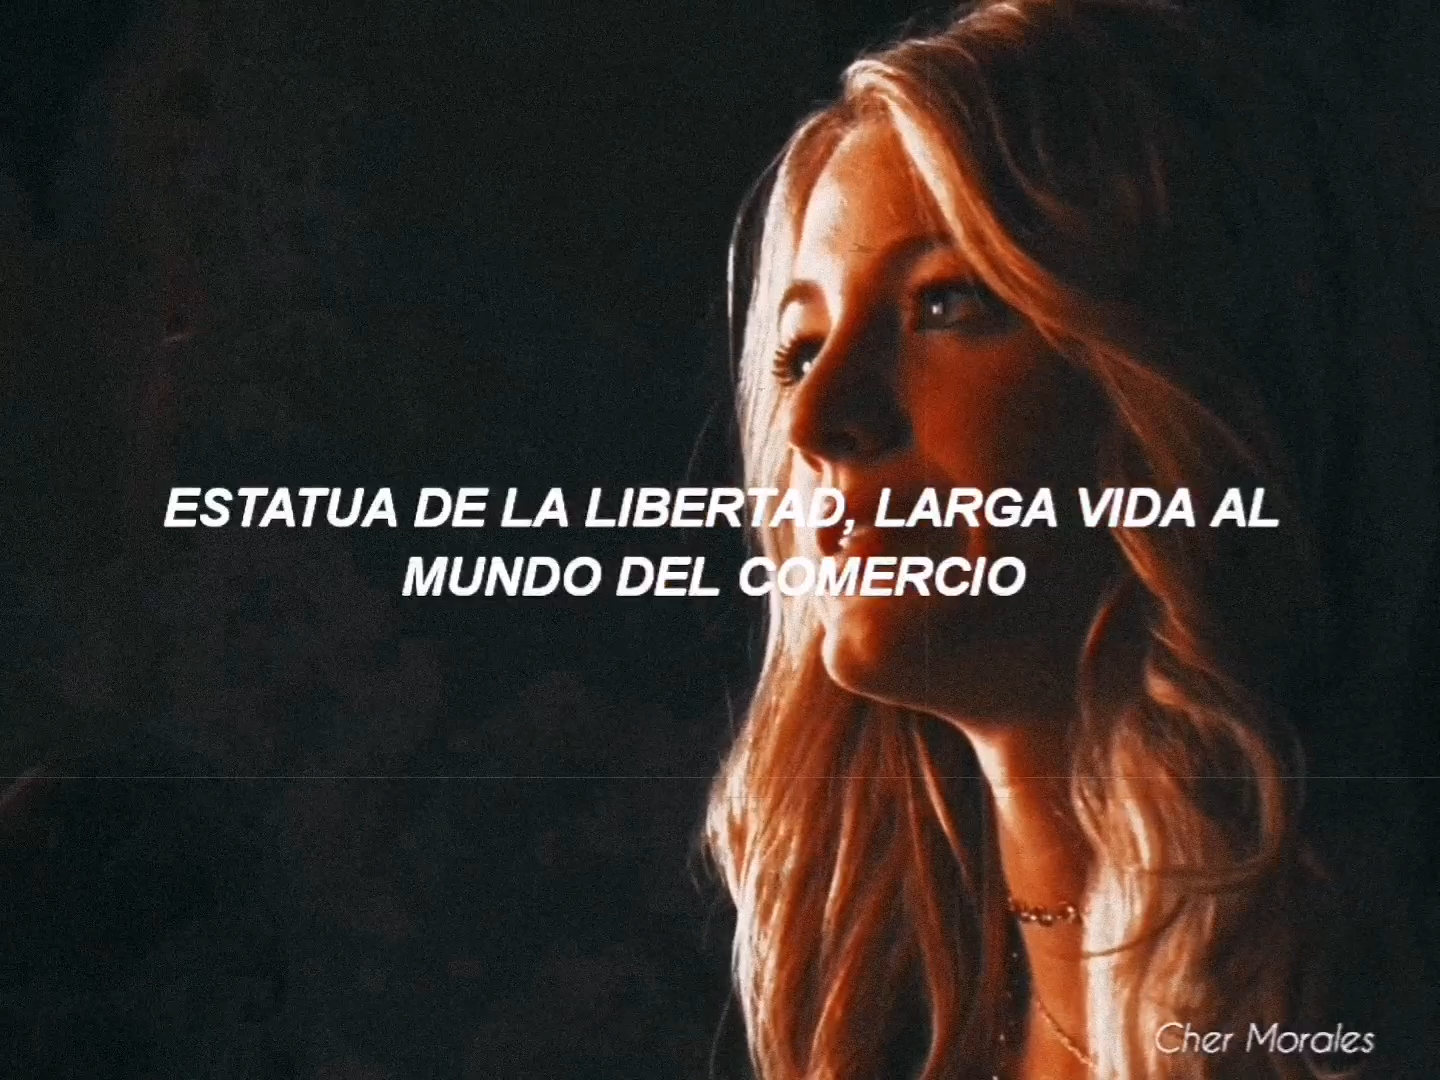 ESTATUA DE LA LIBERTAD, LARGA VIDA AL
MUNDO DEL COMERCIO
Cher Morales